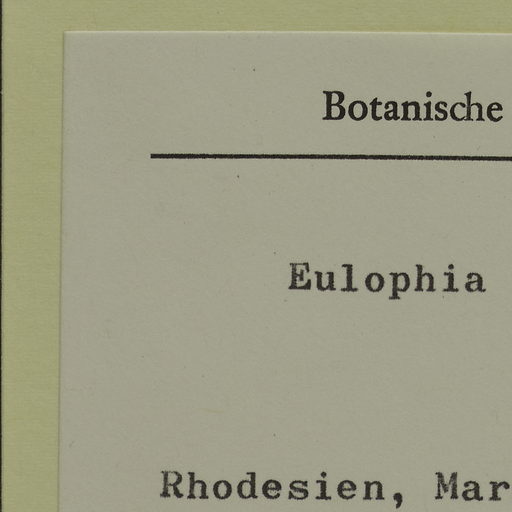 Botanische
Eulophia
Rhodesien, Mar